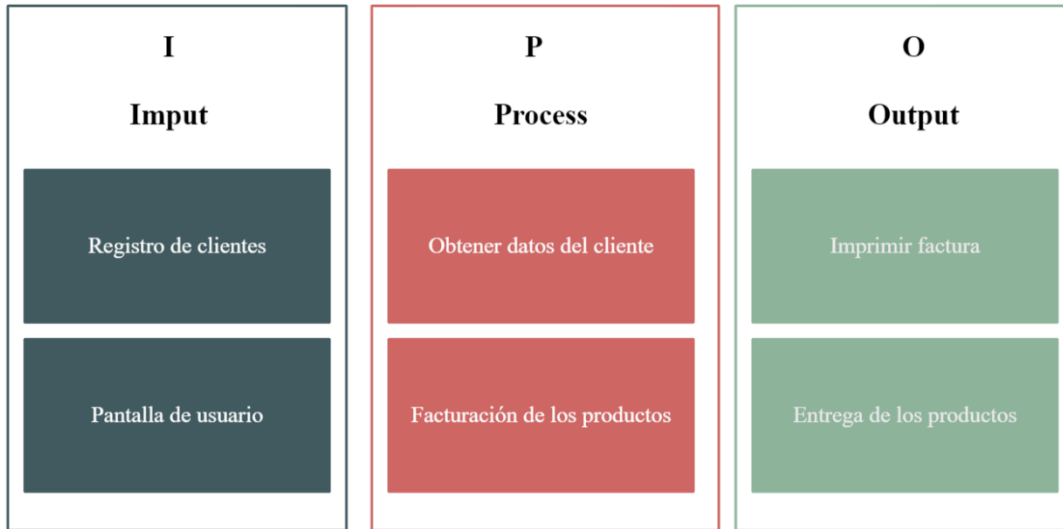 I
Imput
Registro de clientes
Pantalla de usuario
P
Process
Obtener datos del cliente
Facturación de los productos
O
Output
Imprimir factura
Entrega de los productos